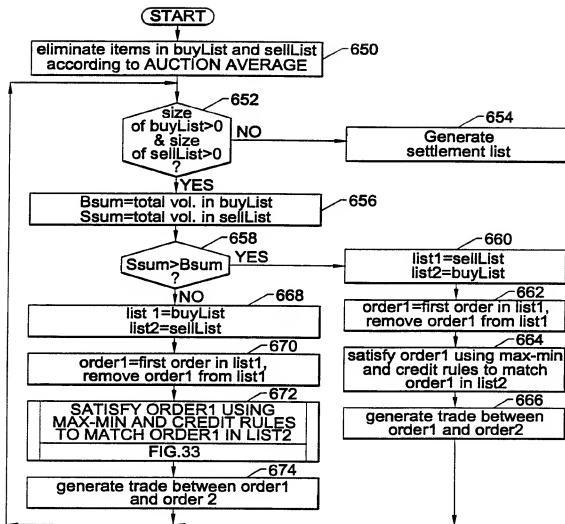 START
eliminate items in buyList and sellList
according to AUCTION AVERAGE
650
652
size
of buyList>0
& size
of sellList>0
?
NO
654
Generate
settlement list
YES
Bsum=total vol. in buyList
Ssum=total vol. in sellList
656
658
Ssum>Bsum
?
YES
660
list1=sellList
list2=buyList
NO
668
list 1=buyList
list2=sellList
662
order1=first order in list1,
remove order1 from list1
670
order1=first order in list1,
remove order1 from list1
664
satisfy order1 using max-min
and credit rules to match
order1 in list2
672
SATISFY ORDER1 USING
MAX-MIN AND CREDIT RULES
TO MATCH ORDER1 IN LIST2
FIG.33
666
generate trade between
order1 and order2
674
generate trade between order1
and order 2